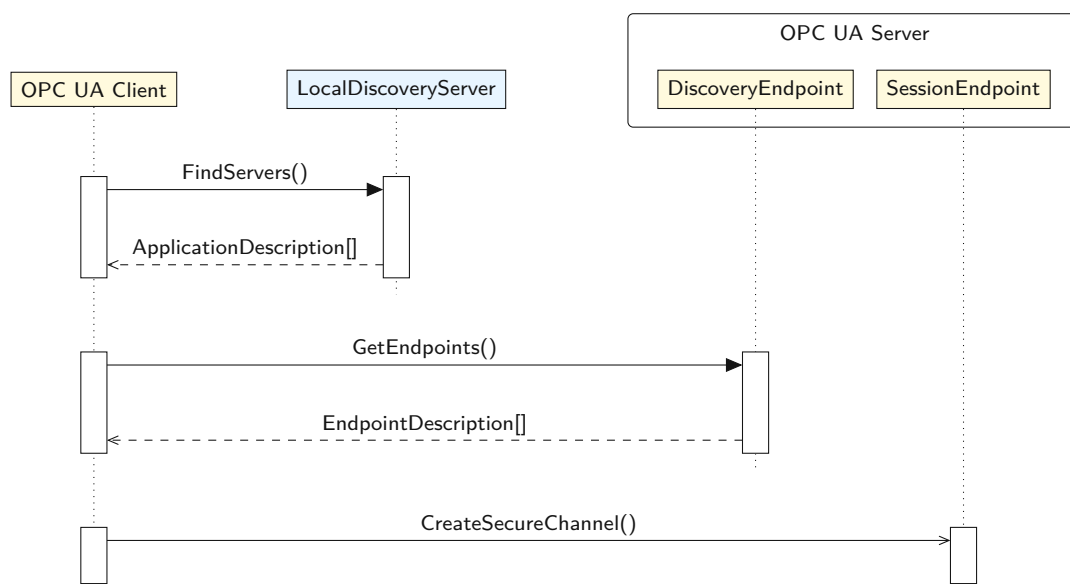 OPC UA Server
OPC UA Client
LocalDiscoveryServer
DiscoveryEndpoint
SessionEndpoint
FindServers()
ApplicationDescription[]
GetEndpoints()
EndpointDescription[]
CreateSecureChannel()